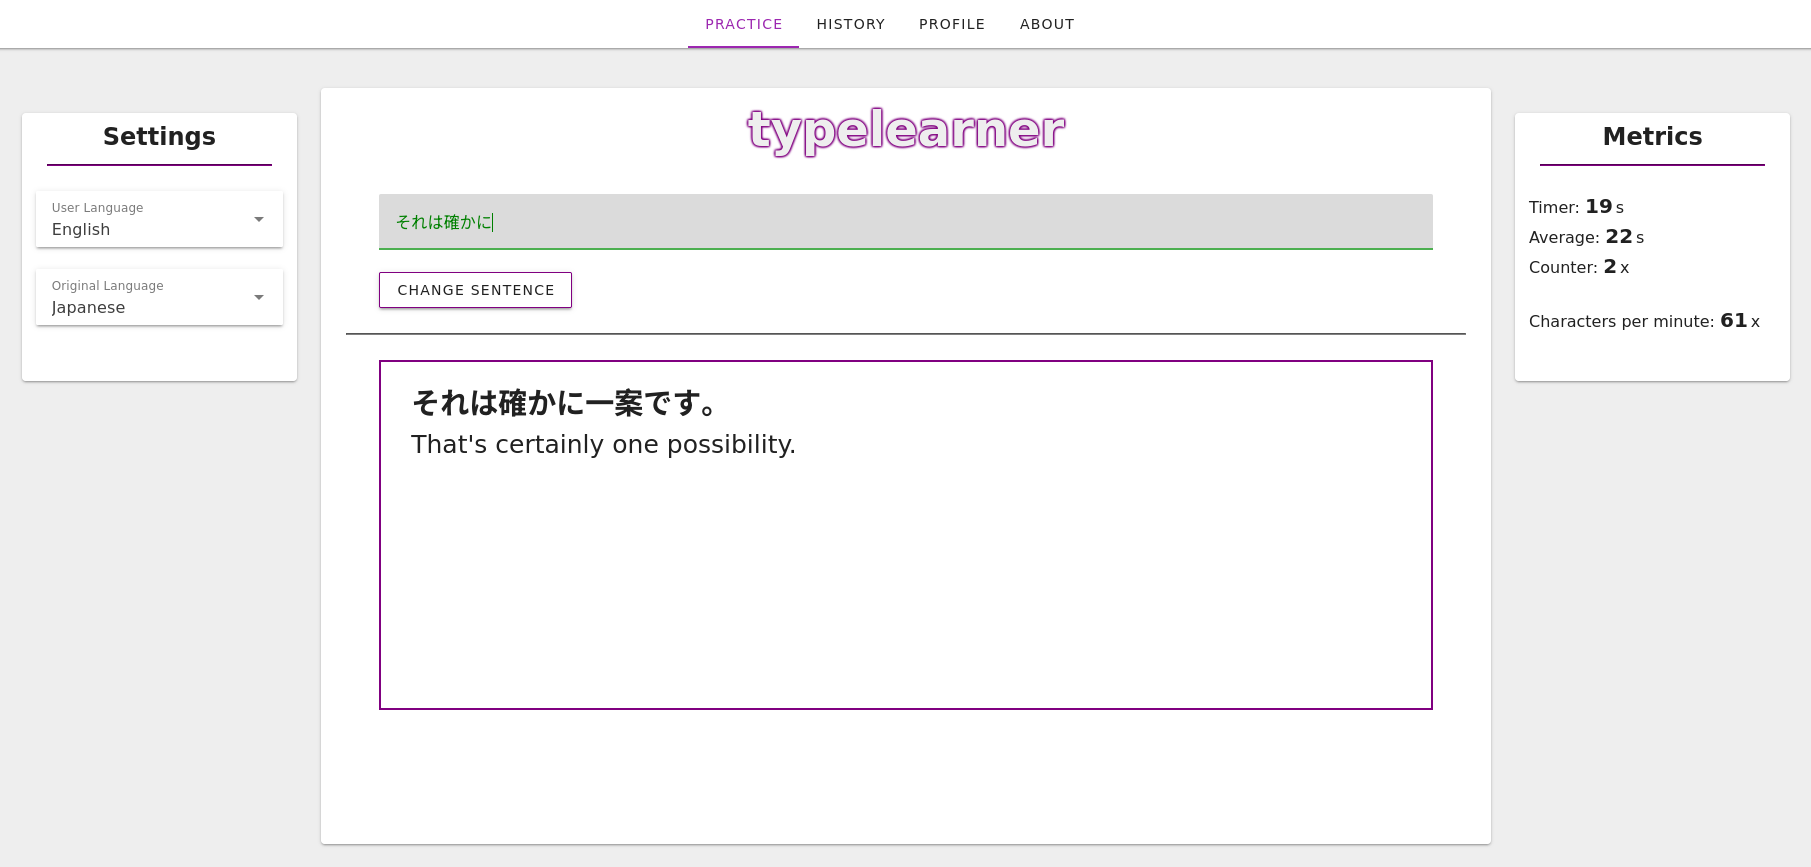 PRACTICE HISTORY PROFILE ABOUT
Settings
User Language
English
Original Language
Japanese
typelearner
それは確かに
CHANGE SENTENCE
それは確かに一案です。
That's certainly one possibility.
Metrics
Timer: 19 s
Average: 22 s
Counter: 2 x
Characters per minute: 61 x